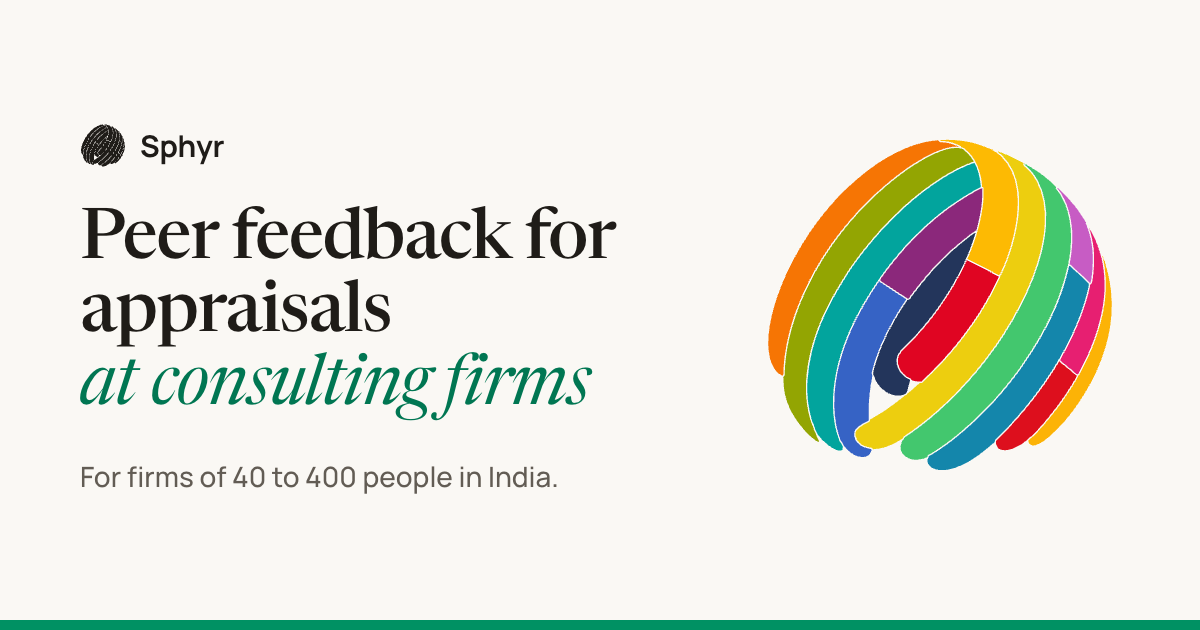 Sphyr
Peer feedback for
appraisals
at consulting firms
For firms of 40 to 400 people in India.